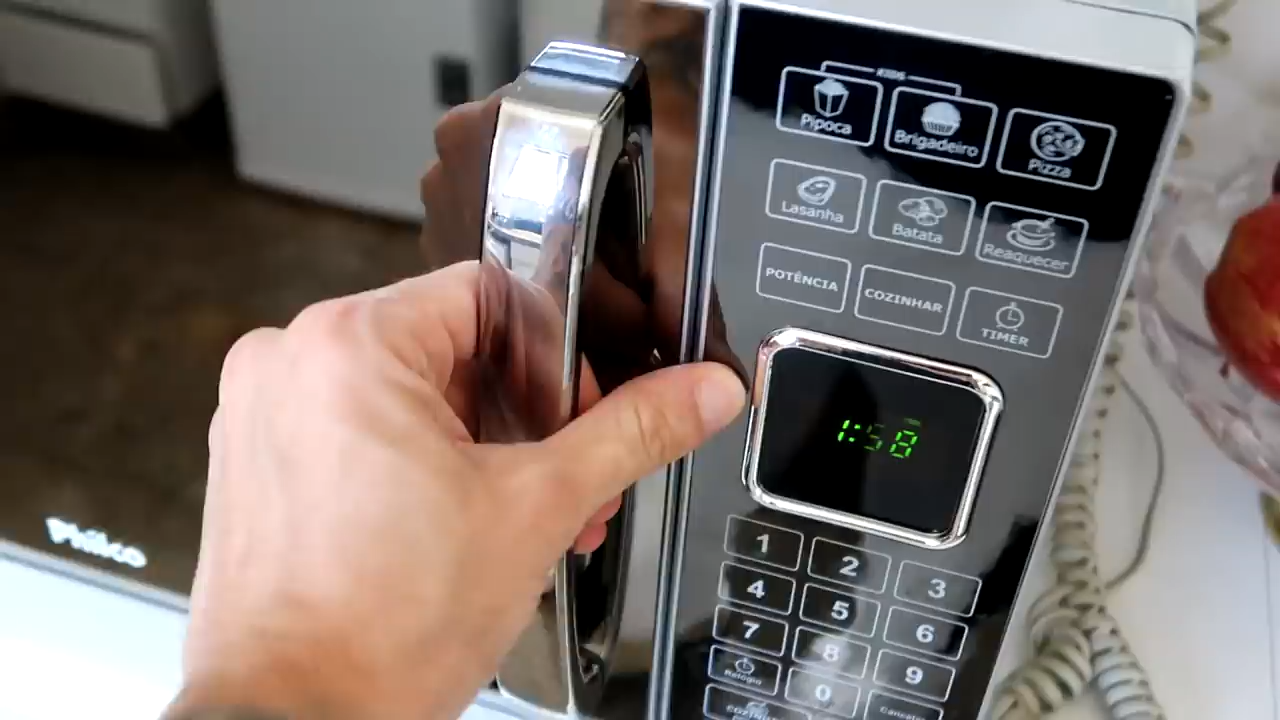 KIDS
Pipoca
Brigadeiro
Pizza
Lasanha
Batata
Reaquecer
POTÊNCIA
COZINHAR
TIMER
1:58
1
2
3
4
5
6
7
8
9
Relógio
0
Cancelar
COZINHAR
Philco